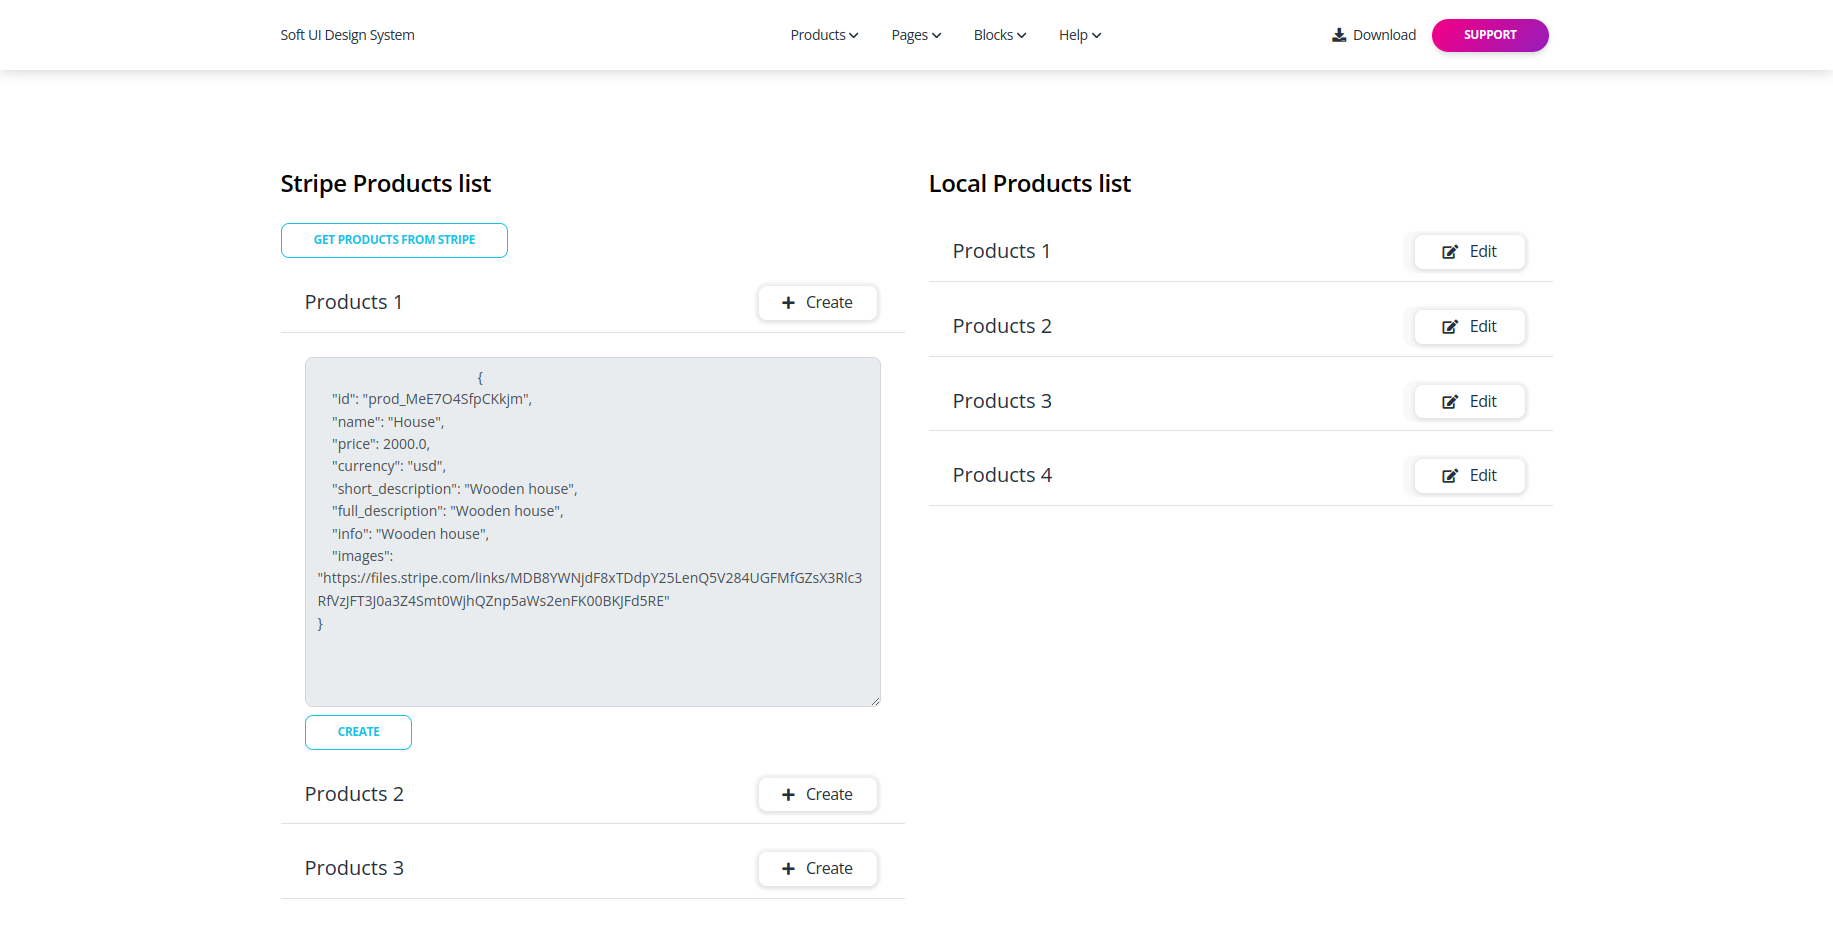 Soft UI Design System
Products
Pages
Blocks
Help
Download
SUPPORT
Stripe Products list
GET PRODUCTS FROM STRIPE
Products 1
Create
{
"id": "prod_MeE7O4SfpCKkjm",
"name": "House",
"price": 2000.0,
"currency": "usd",
"short_description": "Wooden house",
"full_description": "Wooden house",
"info": "Wooden house",
"images":
"https://files.stripe.com/links/MDB8YWNjdF8xTDdpY25LenQ5V284UGFMfGZsX3Rlc3
RfVzJFT3J0a3Z4Smt0WjhQZnp5aWs2enFK00BKJFd5RE"
}
CREATE
Products 2
Create
Products 3
Create
Local Products list
Products 1
Edit
Products 2
Edit
Products 3
Edit
Products 4
Edit